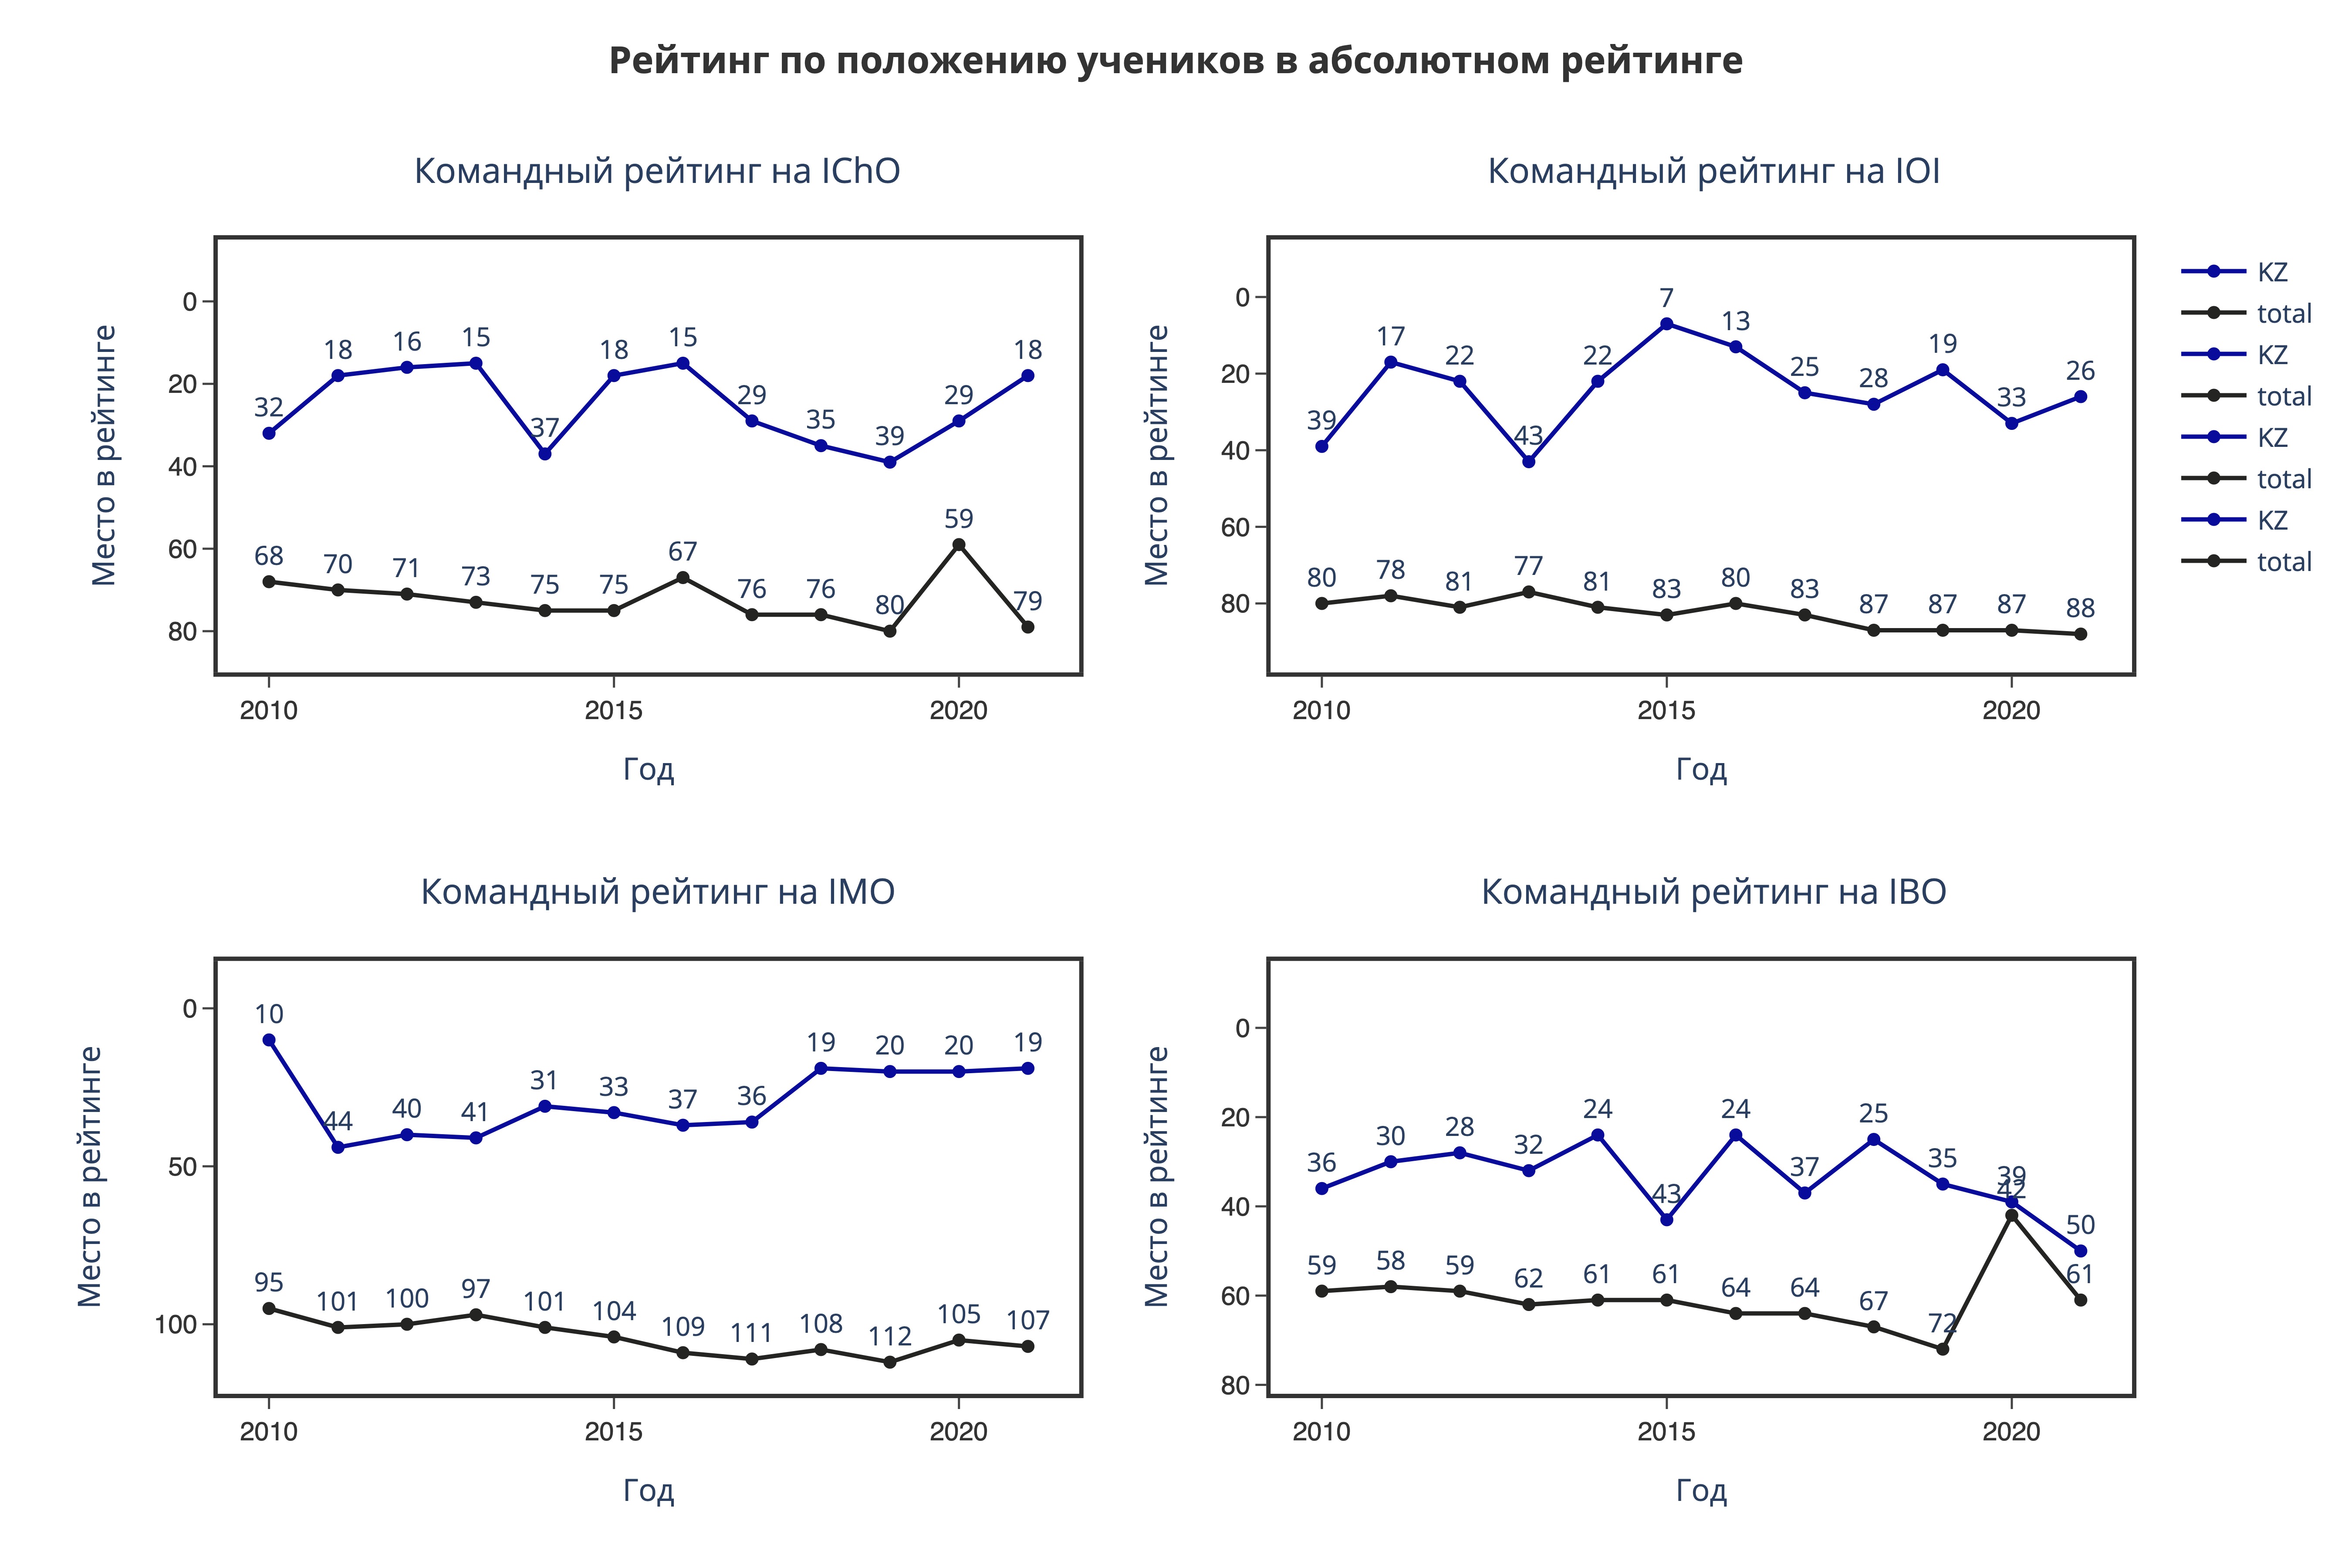 Рейтинг по положению учеников в абсолютном рейтинге
Командный рейтинг на IChO
Место в рейтинге
0
20
40
60
80
32 18 16 15 37 18 15 29 35 39 29 18
68 70 71 73 75 75 67 76 76 80 59 79
2010 2015 2020
Год
Командный рейтинг на IOI
Место в рейтинге
0
20
40
60
80
39 17 22 43 22 7 13 25 28 19 33 26
80 78 81 77 81 83 80 83 87 87 87 88
2010 2015 2020
Год
KZ
total
KZ
total
KZ
total
KZ
total
Командный рейтинг на IMO
Место в рейтинге
0
50
100
10 44 40 41 31 33 37 36 19 20 20 19
95 101 100 97 101 104 109 111 108 112 105 107
2010 2015 2020
Год
Командный рейтинг на IBO
Место в рейтинге
0
20
40
60
80
36 30 28 32 24 43 24 37 25 35 39 50
59 58 59 62 61 61 64 64 67 72 42 61
2010 2015 2020
Год